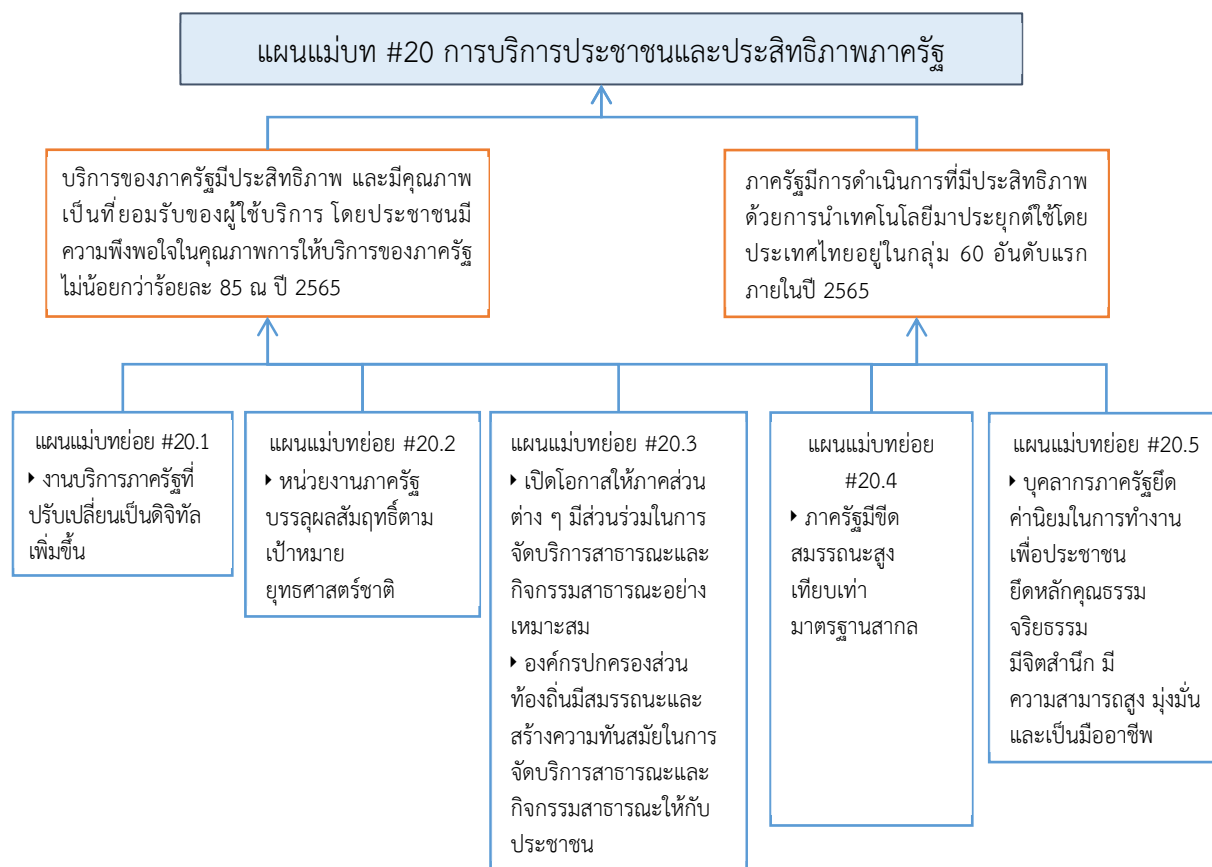 แผนแม่บท #20 การบริการประชาชนและประสิทธิภาพภาครัฐ
บริการของภาครัฐมีประสิทธิภาพ และมีคุณภาพ
เป็นที่ยอมรับของผู้ใช้บริการ โดยประชาชนมี
ความพึงพอใจในคุณภาพการให้บริการของภาครัฐ
ไม่น้อยกว่าร้อยละ 85 ณ ปี 2565
ภาครัฐมีการดำเนินการที่มีประสิทธิภาพ
ด้วยการนำเทคโนโลยีมาประยุกต์ใช้โดย
ประเทศไทยอยู่ในกลุ่ม 60 อันดับแรก
ภายในปี 2565
แผนแม่บทย่อย #20.1
‣ งานบริการภาครัฐที่
ปรับเปลี่ยนเป็นดิจิทัล
เพิ่มขึ้น
แผนแม่บทย่อย #20.2
‣ หน่วยงานภาครัฐ
บรรลุผลสัมฤทธิ์ตาม
เป้าหมาย
ยุทธศาสตร์ชาติ
แผนแม่บทย่อย #20.3
‣ เปิดโอกาสให้ภาคส่วน
ต่าง ๆ มีส่วนร่วมในการ
จัดบริการสาธารณะและ
กิจกรรมสาธารณะอย่าง
เหมาะสม
‣ องค์กรปกครองส่วน
ท้องถิ่นมีสมรรถนะและ
สร้างความทันสมัยในการ
จัดบริการสาธารณะและ
กิจกรรมสาธารณะให้กับ
ประชาชน
แผนแม่บทย่อย
#20.4
‣ ภาครัฐมีขีด
สมรรถนะสูง
เทียบเท่า
มาตรฐานสากล
แผนแม่บทย่อย #20.5
‣ บุคลากรภาครัฐยึด
ค่านิยมในการทำงาน
เพื่อประชาชน
ยึดหลักคุณธรรม
จริยธรรม
มีจิตสำนึก มี
ความสามารถสูง มุ่งมั่น
และเป็นมืออาชีพ